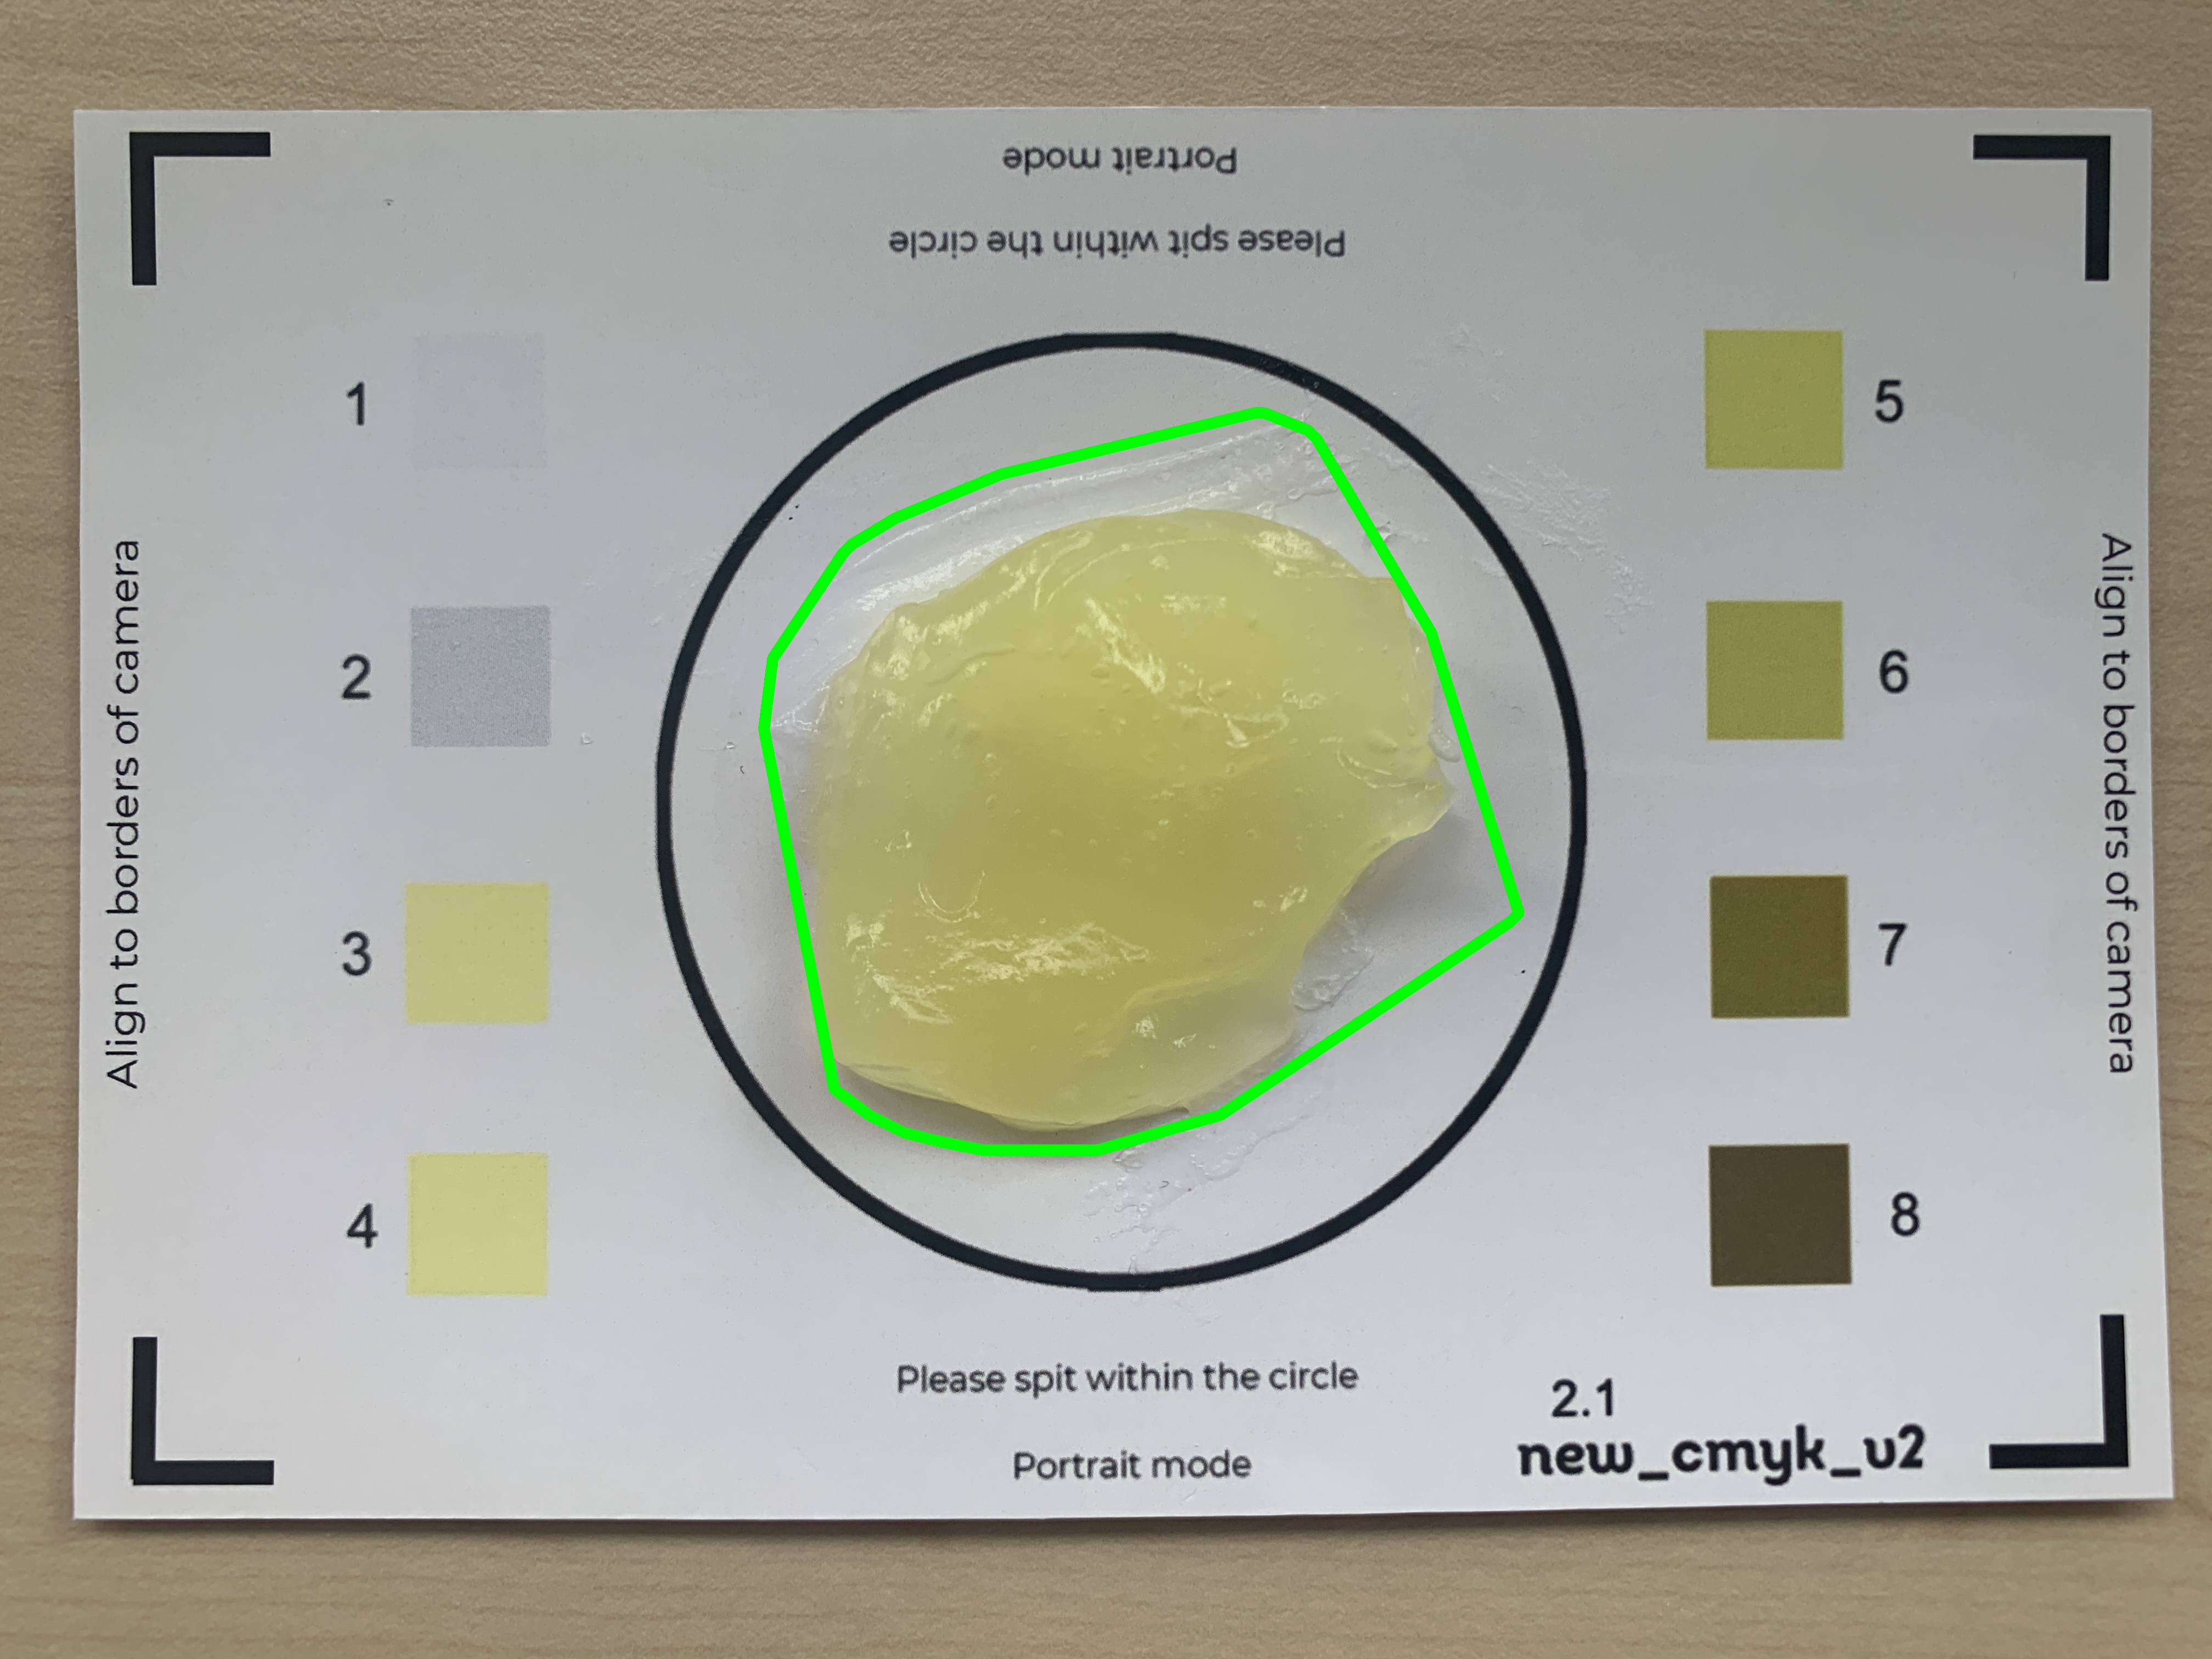 Portrait mode
Please spit within the circle
1
2
3
4
5
6
7
8
Align to borders of camera
Align to borders of camera
Please spit within the circle
Portrait mode
2.1
new_cmyk_v2